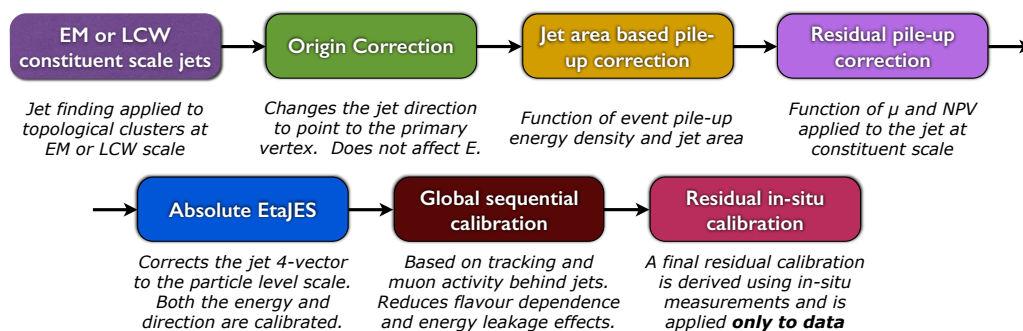 EM or LCW
constituent scale jets
Origin Correction
Jet area based pile-
up correction
Residual pile-up
correction
Jet finding applied to
topological clusters at
EM or LCW scale
Changes the jet direction
to point to the primary
vertex.  Does not affect E.
Function of event pile-up
energy density and jet area
Function of µ and NPV
applied to the jet at
constituent scale
Absolute EtaJES
Global sequential
calibration
Residual in-situ
calibration
Corrects the jet 4-vector
to the particle level scale.
Both the energy and
direction are calibrated.
Based on tracking and
muon activity behind jets.
Reduces flavour dependence
and energy leakage effects.
A final residual calibration
is derived using in-situ
measurements and is
applied only to data